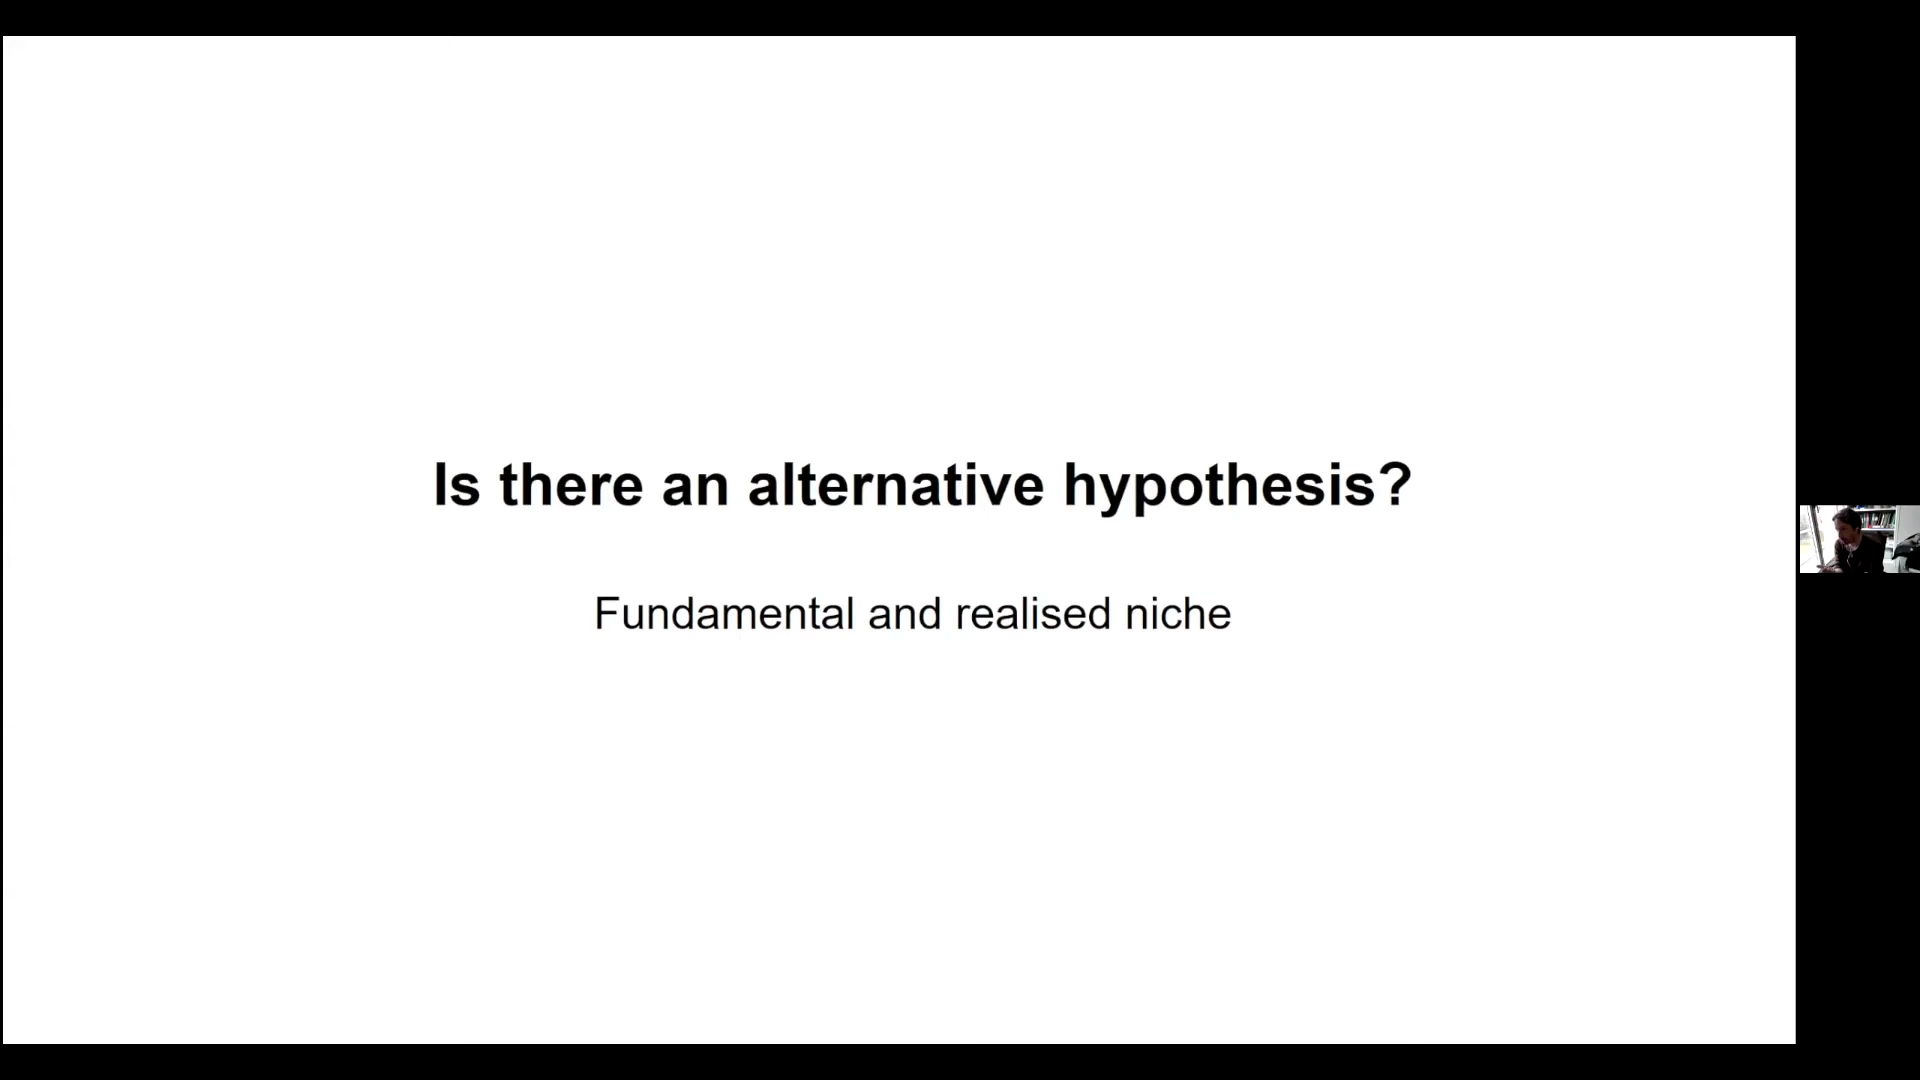 Is there an alternative hypothesis?
Fundamental and realised niche